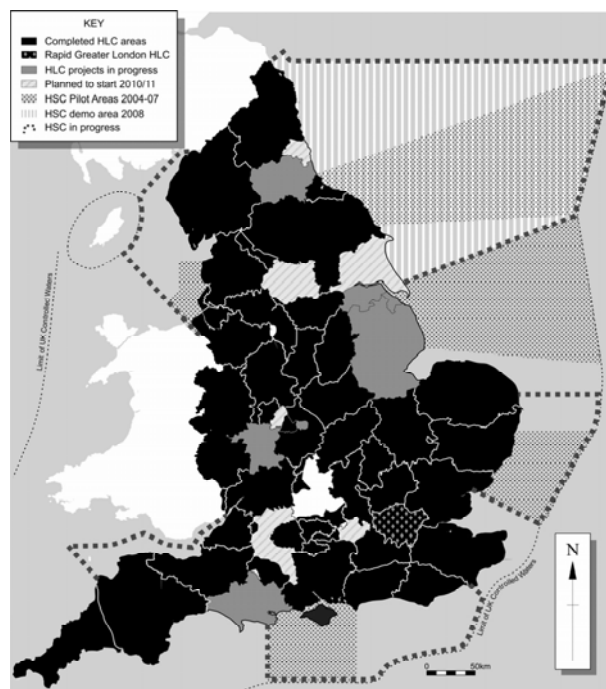 KEY
Completed HLC areas
Rapid Greater London HLC
HLC projects in progress
Planned to start 2010/11
HSC Pilot Areas 2004-07
HSC demo area 2008
HSC in progress
Limit of UK Controlled Waters
Limit of UK Controlled Waters
N
0
50km